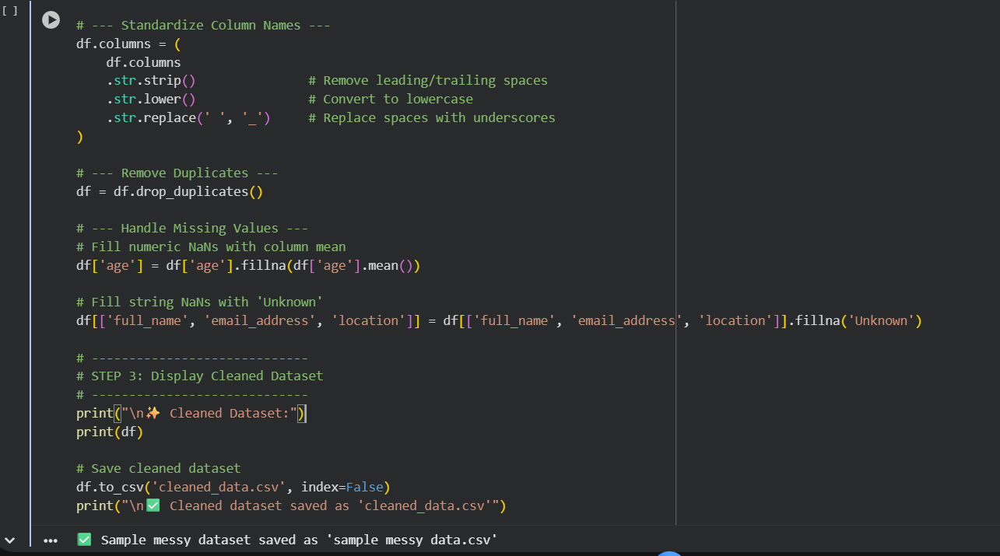 [ ]
# --- Standardize Column Names ---
df.columns = (
    df.columns
    .str.strip()               # Remove leading/trailing spaces
    .str.lower()               # Convert to lowercase
    .str.replace(' ', '_')     # Replace spaces with underscores
)

# --- Remove Duplicates ---
df = df.drop_duplicates()

# --- Handle Missing Values ---
# Fill numeric NaNs with column mean
df['age'] = df['age'].fillna(df['age'].mean())

# Fill string NaNs with 'Unknown'
df[['full_name', 'email_address', 'location']] = df[['full_name', 'email_address', 'location']].fillna('Unknown')

# -----------------------------
# STEP 3: Display Cleaned Dataset
# -----------------------------
print("\n✨ Cleaned Dataset:")
print(df)

# Save cleaned dataset
df.to_csv('cleaned_data.csv', index=False)
print("\n✅ Cleaned dataset saved as 'cleaned_data.csv'")
✅ Sample messy dataset saved as 'sample messy data.csv'